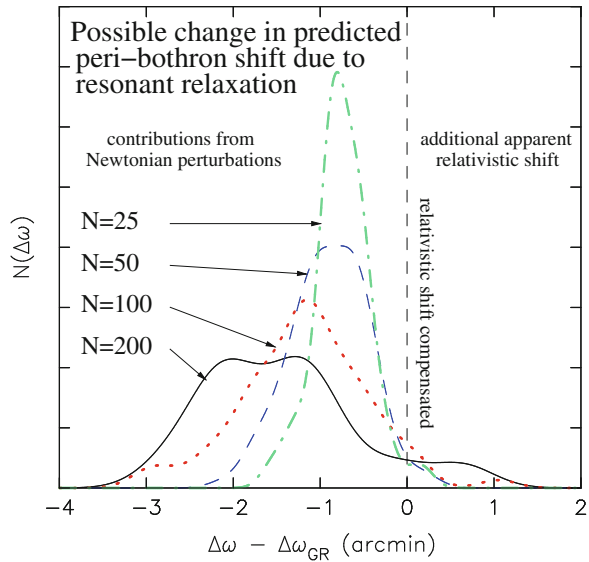 Possible change in predicted
peri−bothron shift due to
resonant relaxation
contributions from
Newtonian perturbations
additional apparent
relativistic shift
N=25
N=50
N=100
N=200
relativistic shift compensated
N(Δω)
−4 −3 −2 −1 0 1 2
Δω − Δω_GR (arcmin)